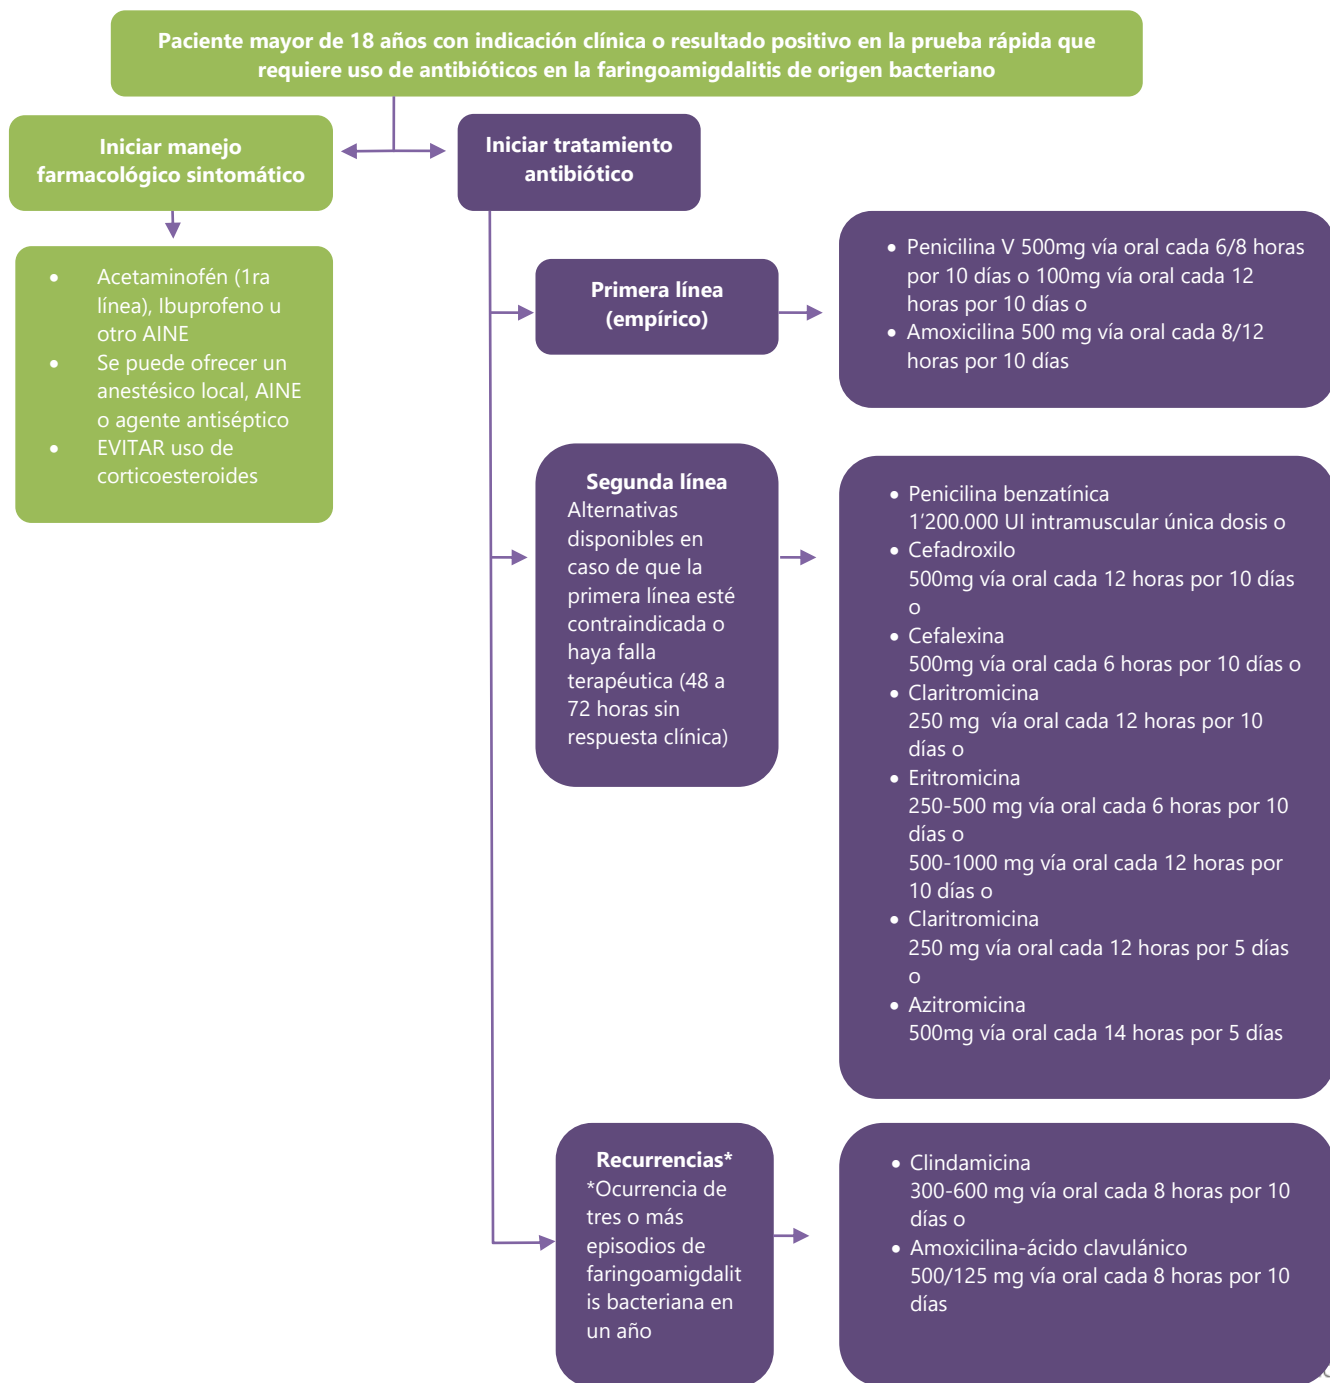 Paciente mayor de 18 años con indicación clínica o resultado positivo en la prueba rápida que
requiere uso de antibióticos en la faringoamigdalitis de origen bacteriano
Iniciar manejo
farmacológico sintomático
Iniciar tratamiento
antibiótico
• Acetaminofén (1ra
línea), Ibuprofeno u
otro AINE
• Se puede ofrecer un
anestésico local, AINE
o agente antiséptico
• EVITAR uso de
corticoesteroides
Primera línea
(empírico)
• Penicilina V 500mg vía oral cada 6/8 horas
por 10 días o 100mg vía oral cada 12
horas por 10 días o
• Amoxicilina 500 mg vía oral cada 8/12
horas por 10 días
Segunda línea
Alternativas
disponibles en
caso de que la
primera línea esté
contraindicada o
haya falla
terapéutica (48 a
72 horas sin
respuesta clínica)
• Penicilina benzatínica
1’200.000 UI intramuscular única dosis o
• Cefadroxilo
500mg vía oral cada 12 horas por 10 días
o
• Cefalexina
500mg vía oral cada 6 horas por 10 días o
• Claritromicina
250 mg  vía oral cada 12 horas por 10
días o
• Eritromicina
250-500 mg vía oral cada 6 horas por 10
días o
500-1000 mg vía oral cada 12 horas por
10 días o
• Claritromicina
250 mg vía oral cada 12 horas por 5 días
o
• Azitromicina
500mg vía oral cada 14 horas por 5 días
Recurrencias*
*Ocurrencia de
tres o más
episodios de
faringoamigdalit
is bacteriana en
un año
• Clindamicina
300-600 mg vía oral cada 8 horas por 10
días o
• Amoxicilina-ácido clavulánico
500/125 mg vía oral cada 8 horas por 10
días